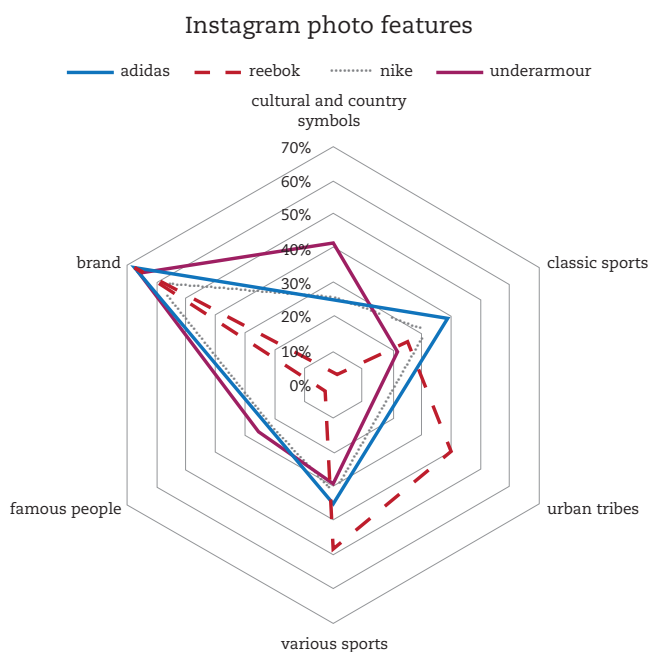 Instagram photo features
adidas
reebok
nike
underarmour
cultural and country
symbols
70%
60%
50%
40%
30%
20%
10%
0%
brand
classic sports
famous people
urban tribes
various sports